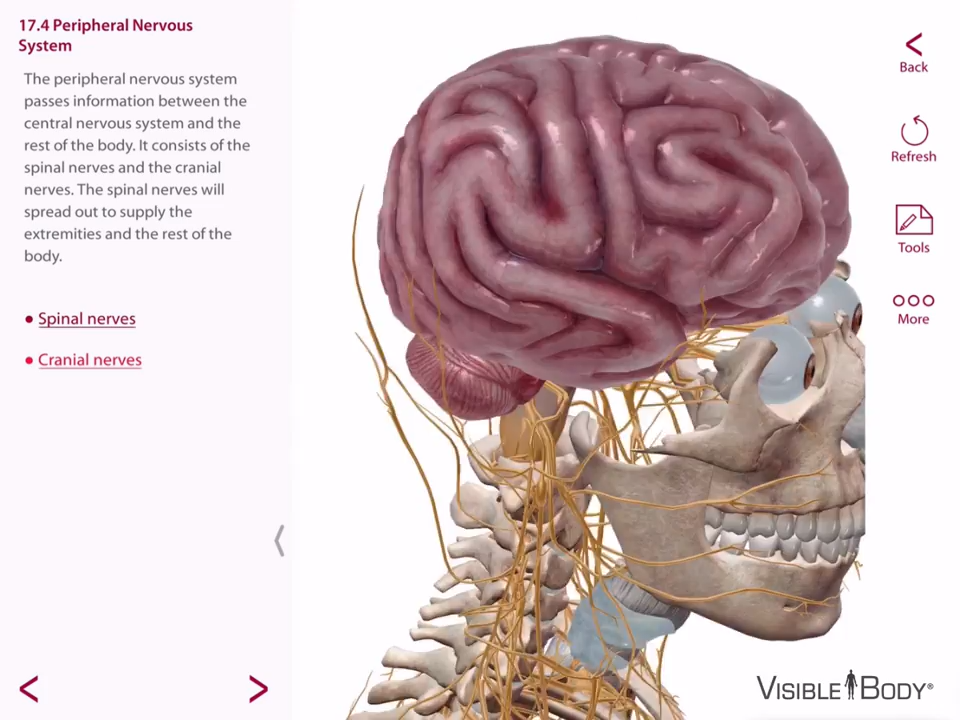 17.4 Peripheral Nervous
System
The peripheral nervous system
passes information between the
central nervous system and the
rest of the body. It consists of the
spinal nerves and the cranial
nerves. The spinal nerves will
spread out to supply the
extremities and the rest of the
body.
• Spinal nerves
• Cranial nerves
Back
Refresh
Tools
More
VISIBLE BODY®